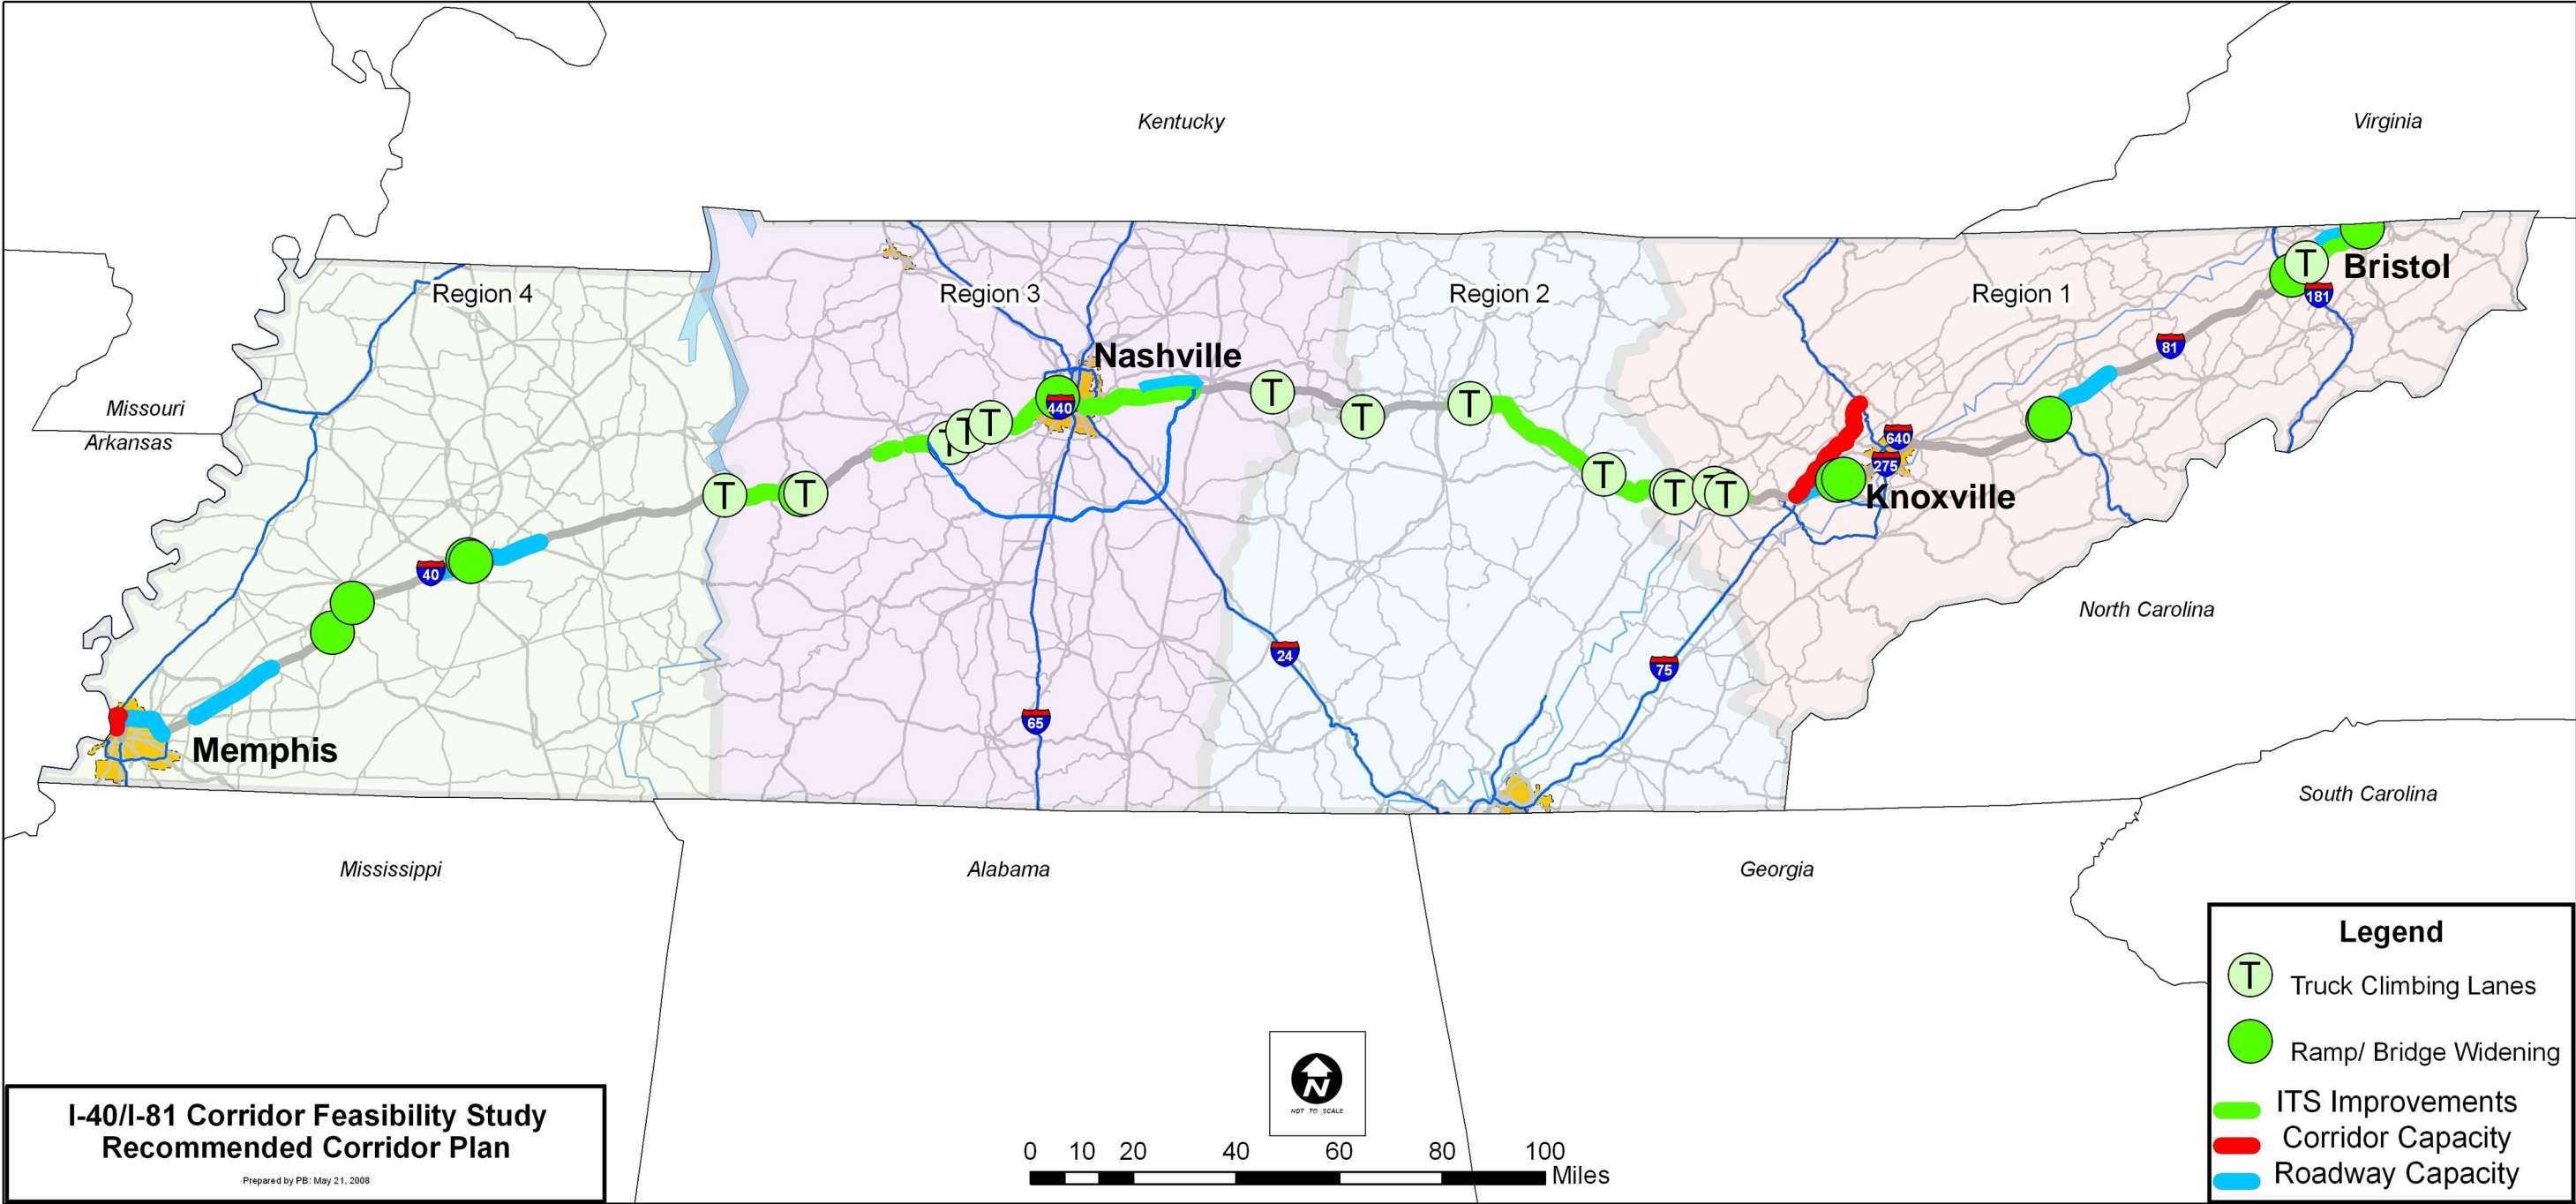 Kentucky
Virginia
Missouri
Arkansas
Region 4
Region 3
Region 2
Region 1
Bristol
181
Nashville
440
81
T
T
T
T
T
T
T
T
T
T
T
T
T
T
640
275
Knoxville
40
North Carolina
24
75
65
Memphis
South Carolina
Mississippi
Alabama
Georgia
Legend
T Truck Climbing Lanes
Ramp/ Bridge Widening
ITS Improvements
Corridor Capacity
Roadway Capacity
N
NOT TO SCALE
0 10 20 40 60 80 100
Miles
I-40/I-81 Corridor Feasibility Study
Recommended Corridor Plan
Prepared by PB: May 21, 2008